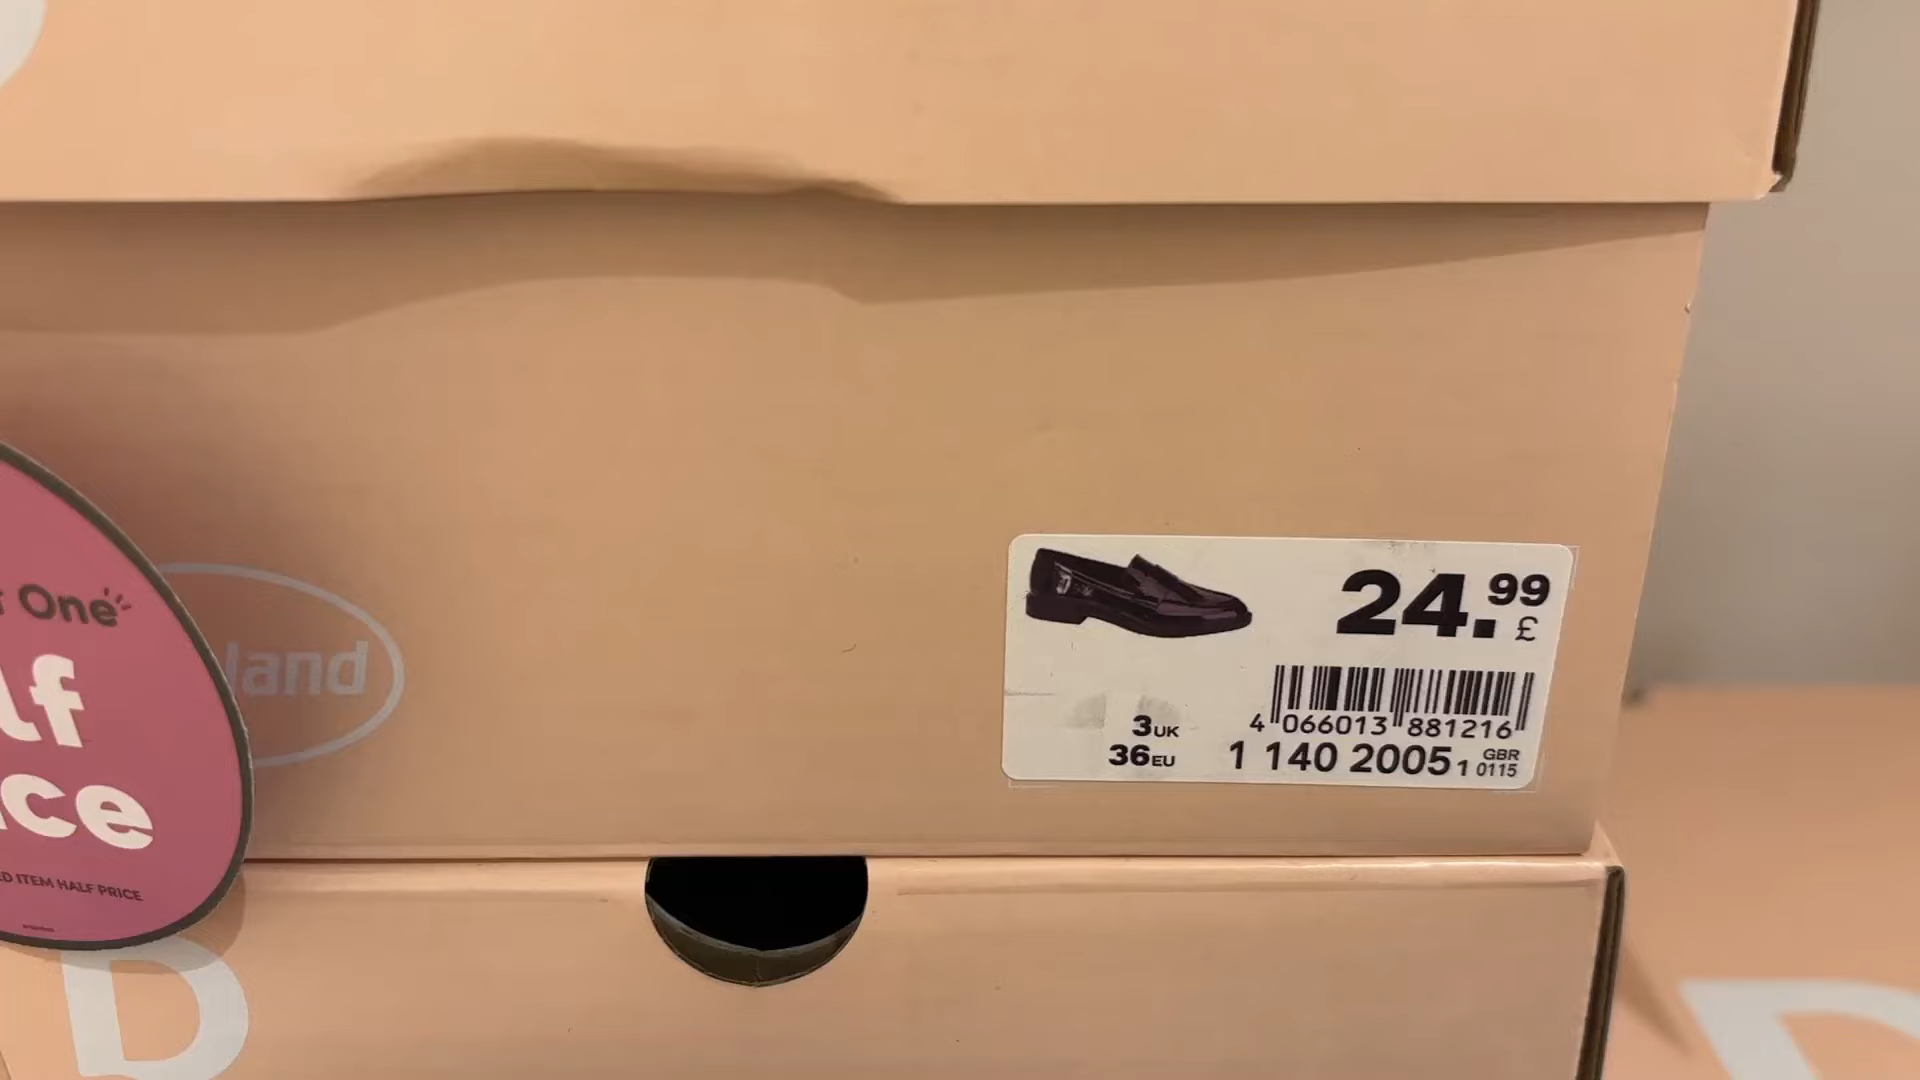 One
lf
ce
D ITEM HALF PRICE
land
24.99
£
3UK
36EU
4 066013 881216
1 140 2005 1 GBR 0115
D